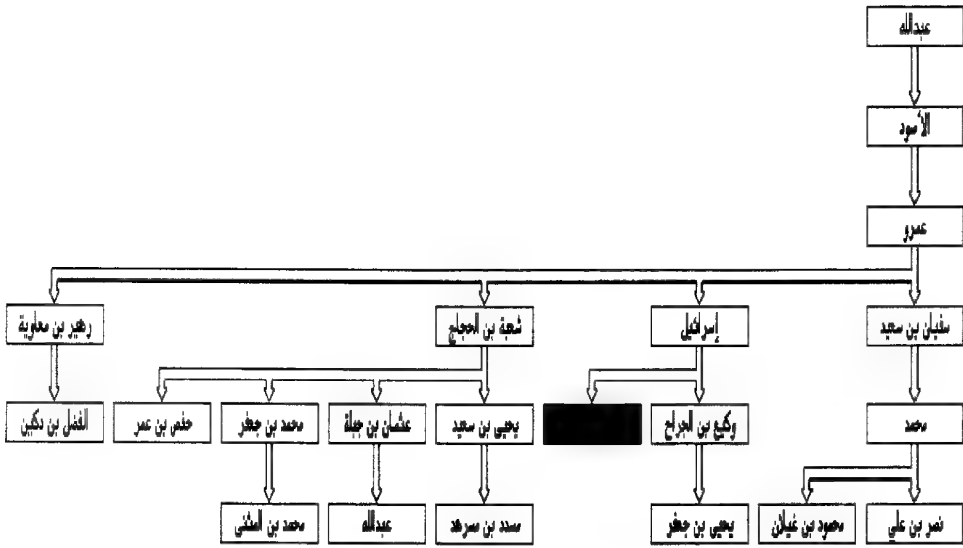 عبدالله
الأسود
عمرو
سفيان بن سعيد
إسرائيل
شعبة بن الحجاج
زهير بن معاوية
محمد
وكيع بن الجراح
يحيى بن سعيد
عثمان بن جبلة
محمد بن جعفر
حفص بن عمر
الفضل بن دكين
نصر بن علي
محمود بن غيلان
يحيى بن جعفر
مسدد بن مسرهد
عبدالله
محمد بن المثنى